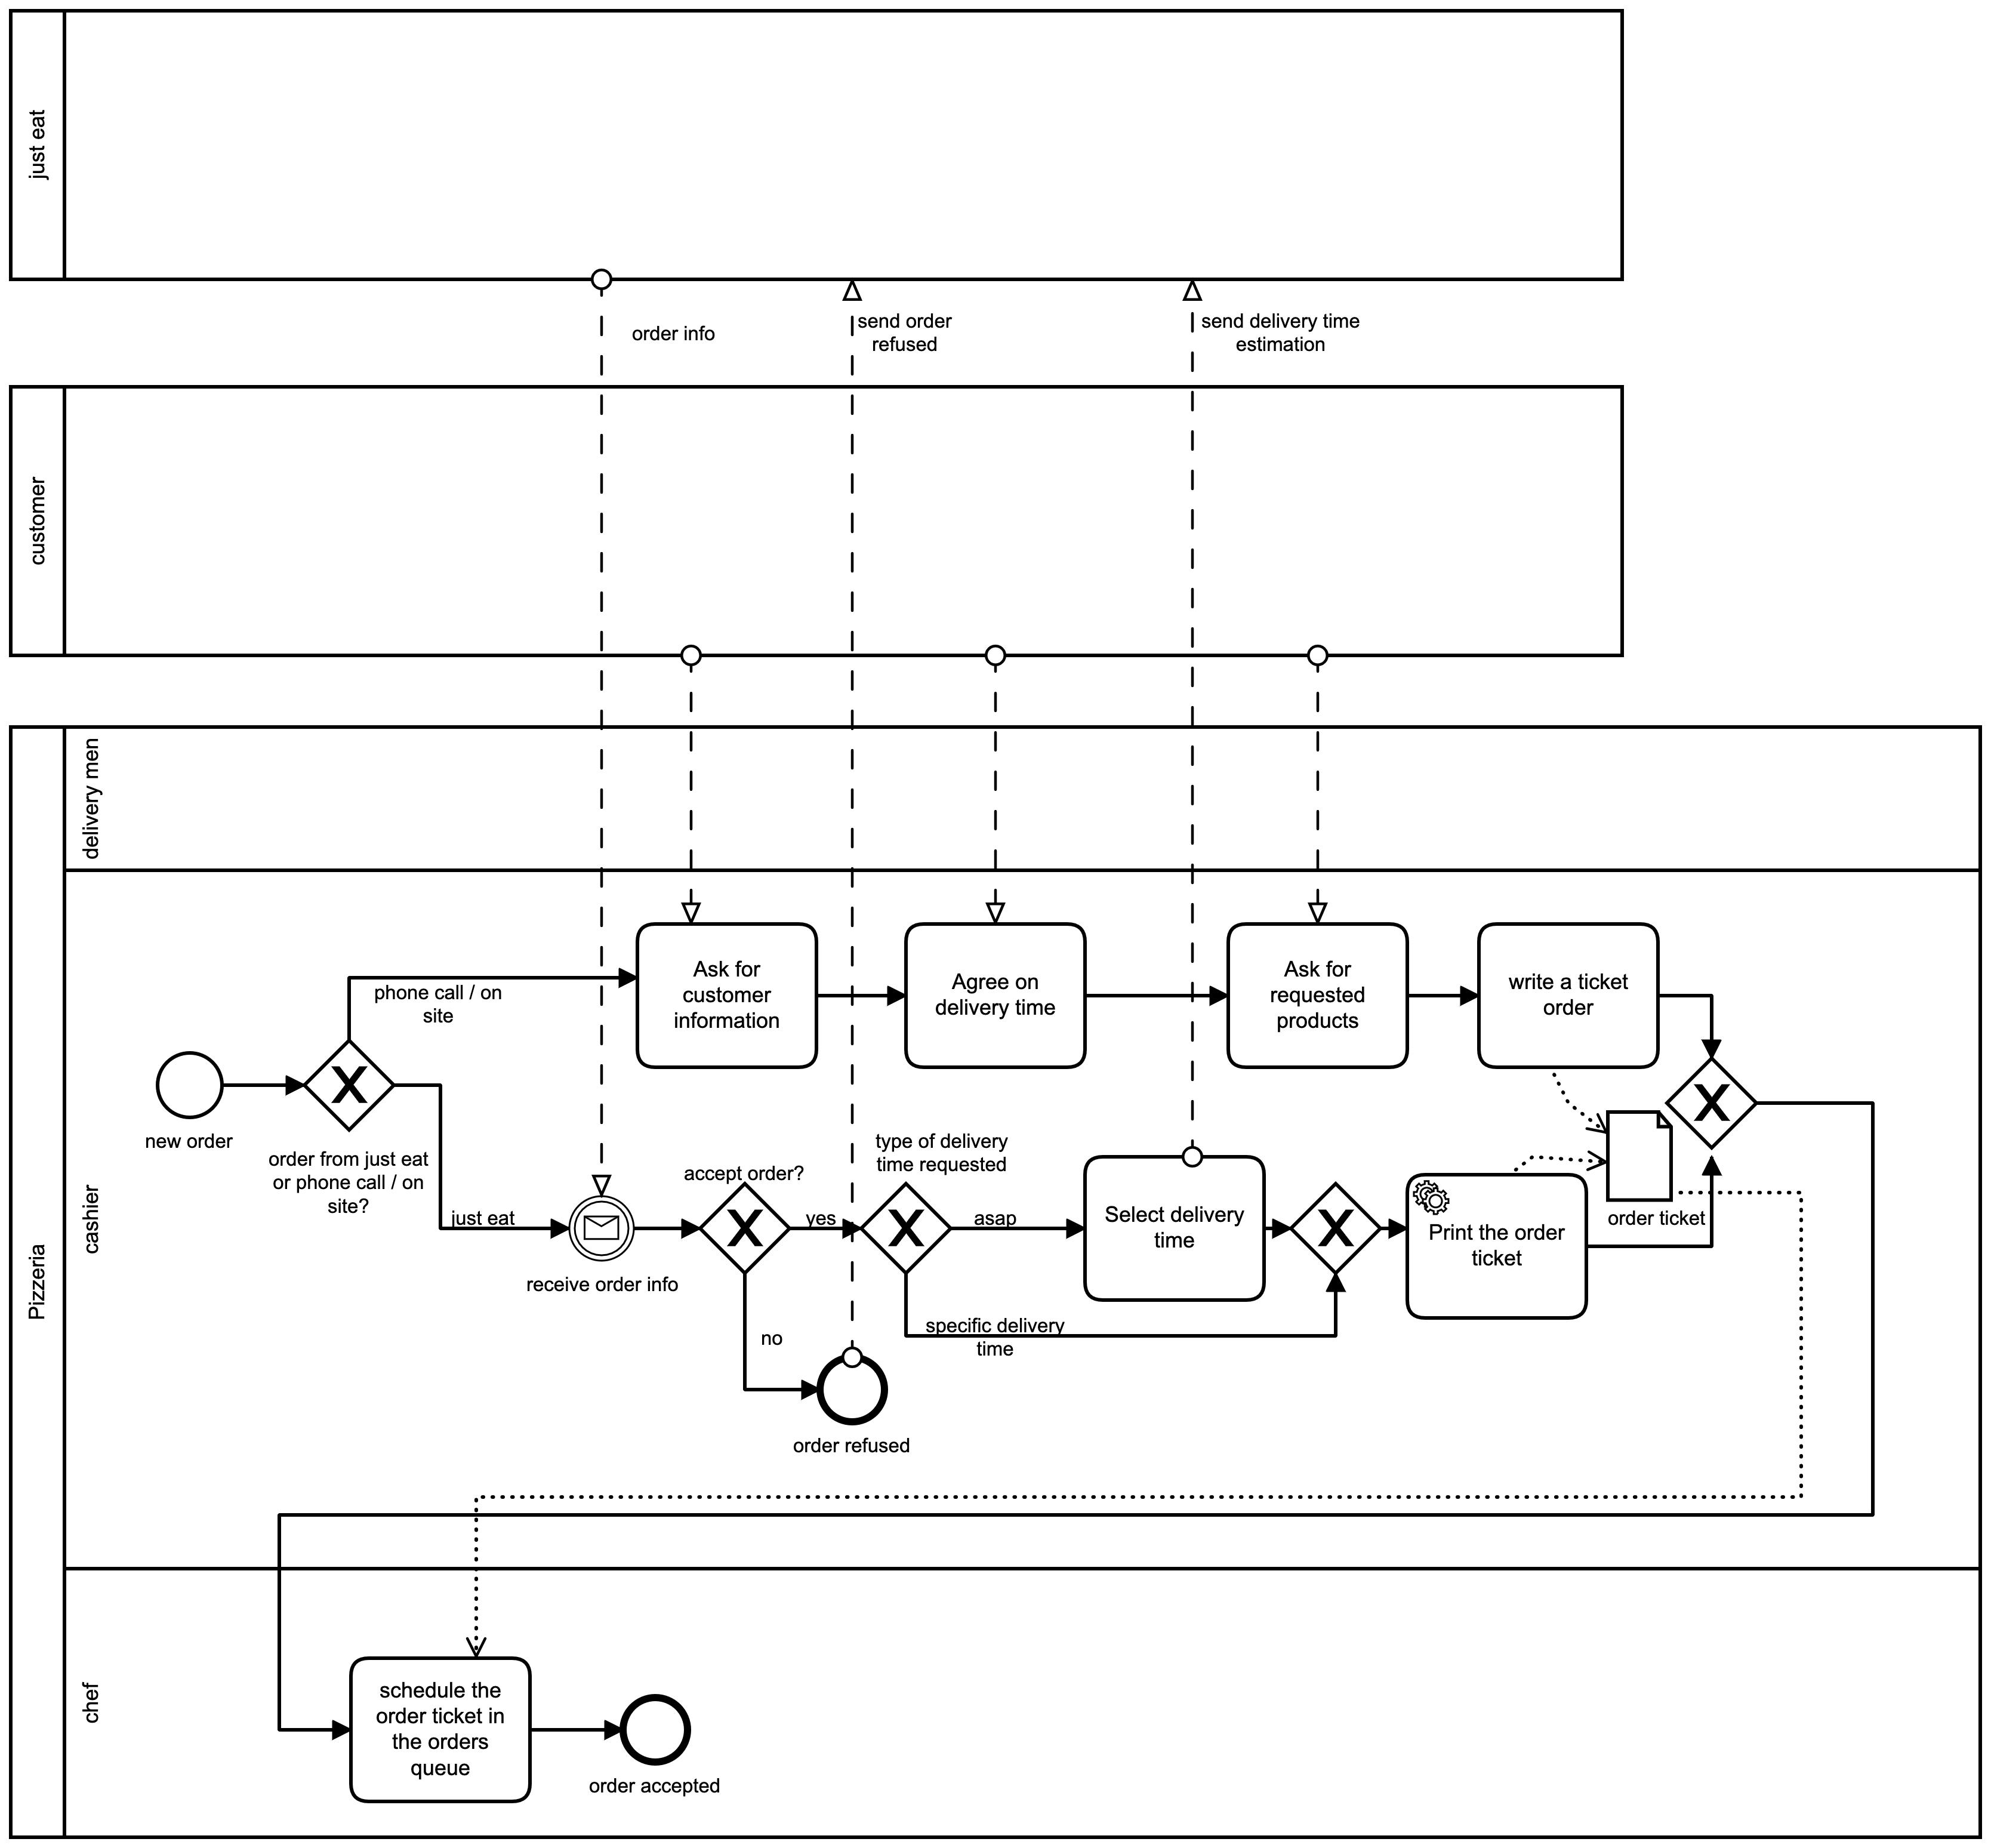 just eat
order info
send order
refused
send delivery time
estimation
customer
Pizzeria
delivery men
cashier
Ask for
customer
information
Agree on
delivery time
Ask for
requested
products
write a ticket
order
phone call / on
site
new order
order from just eat
or phone call / on
site?
just eat
receive order info
accept order?
yes
no
order refused
type of delivery
time requested
asap
specific delivery
time
Select delivery
time
Print the order
ticket
order ticket
chef
schedule the
order ticket in
the orders
queue
order accepted